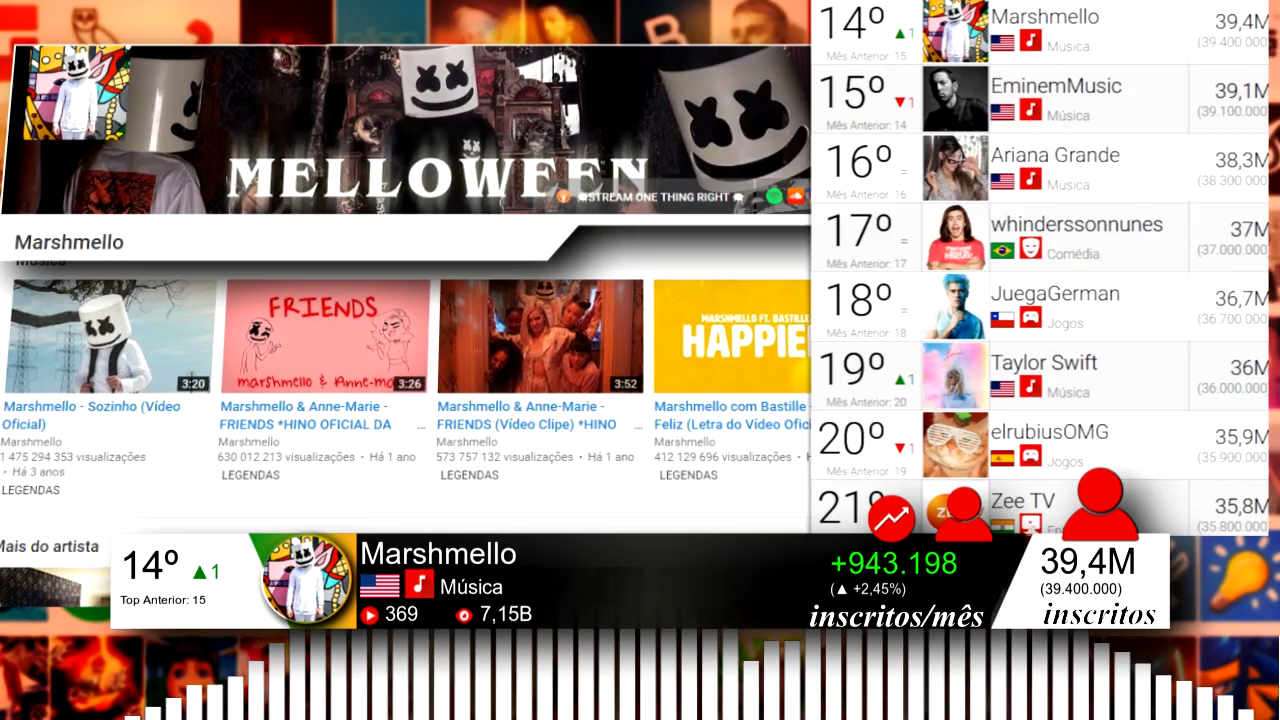 MELLOWEEN
STREAM ONE THING RIGHT
Marshmello
Música
FRIENDS
marshmello & Anne-ma
MARSHMELLO FT. BASTILLE
HAPPIE
3:20
3:26
3:52
Marshmello - Sozinho (Vídeo
Oficial)
Marshmello
1 475 294 353 visualizações
• Há 3 anos
LEGENDAS
Marshmello & Anne-Marie -
FRIENDS *HINO OFICIAL DA ...
Marshmello
630 012 213 visualizações • Há 1 ano
LEGENDAS
Marshmello & Anne-Marie -
FRIENDS (Vídeo Clipe) *HINO ...
Marshmello
573 757 132 visualizações • Há 1 ano
LEGENDAS
Marshmello com Bastille -
Feliz (Letra do Vídeo Ofici
Marshmello
412 129 696 visualizações • H
LEGENDAS
Mais do artista
14º ▲1
Mês Anterior 15
Marshmello
Musica
39,4M
(39 400 000)
15º ▼1
Mês Anterior: 14
EminemMusic
Música
39,1M
(39.100.000)
16º =
Mês Anterior 16
Ariana Grande
Musica
38,3M
(38 300 000)
17º =
Mês Anterior: 17
whinderssonnunes
Comédia
37M
(37.000.000)
18º =
Mês Anterior 18
JuegaGerman
Jogos
36,7M
(36 700 000)
19º ▲1
Mês Anterior: 20
Taylor Swift
Música
36M
(36.000.000)
20º ▼1
Mês Anterior 19
elrubiusOMG
Jogos
35,9M
(35 900 000)
21º
Zee TV
35,8M
(35.800.000)
14º ▲1
Top Anterior: 15
Marshmello
Música
369
7,15B
+943.198
(▲ +2,45%)
inscritos/mês
39,4M
(39.400.000)
inscritos